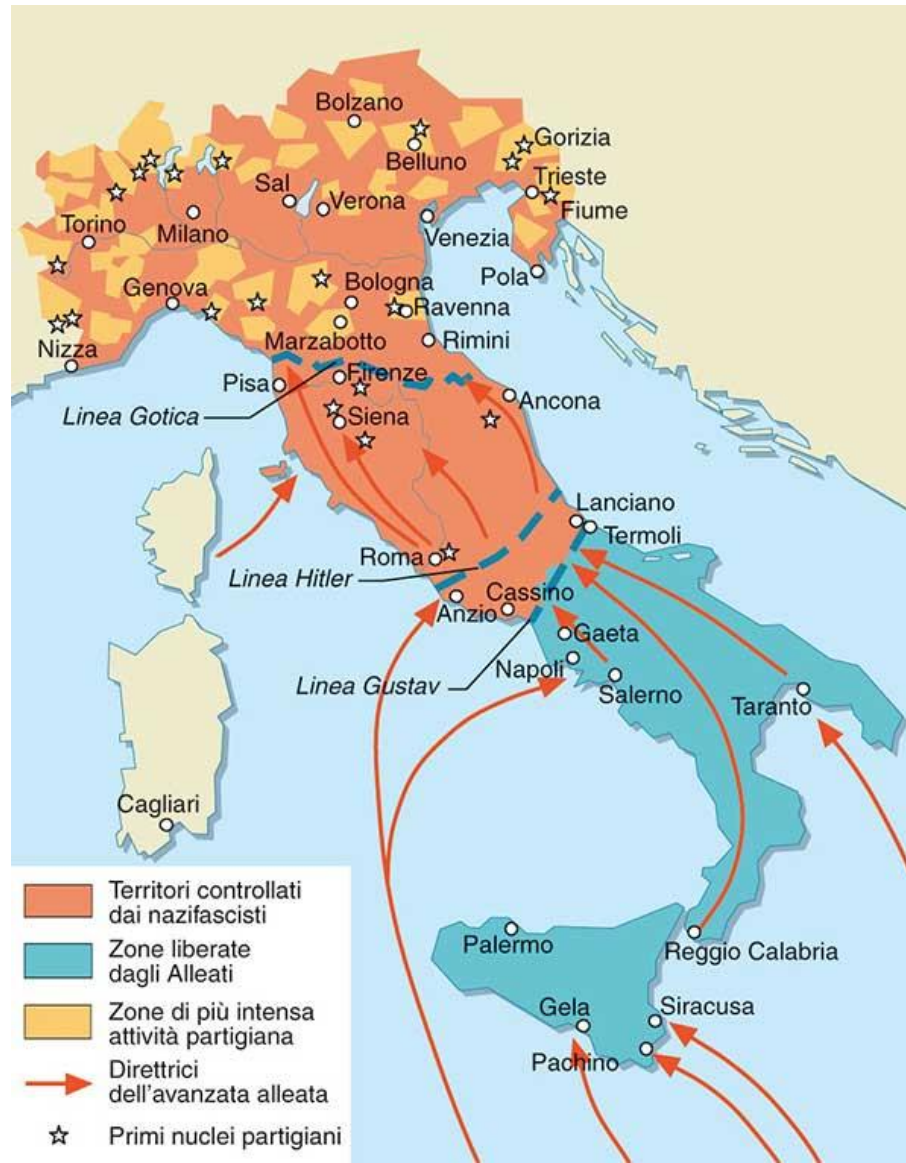 Bolzano
Gorizia
Belluno
Trieste
Sal
Verona
Fiume
Torino
Milano
Venezia
Pola
Genova
Bologna
Ravenna
Marzabotto
Rimini
Nizza
Pisa
Firenze
Linea Gotica
Siena
Ancona
Lanciano
Termoli
Roma
Linea Hitler
Cassino
Anzio
Gaeta
Napoli
Linea Gustav
Salerno
Taranto
Cagliari
Palermo
Reggio Calabria
Gela
Siracusa
Pachino
Territori controllati
dai nazifascisti
Zone liberate
dagli Alleati
Zone di più intensa
attività partigiana
Direttrici
dell'avanzata alleata
Primi nuclei partigiani